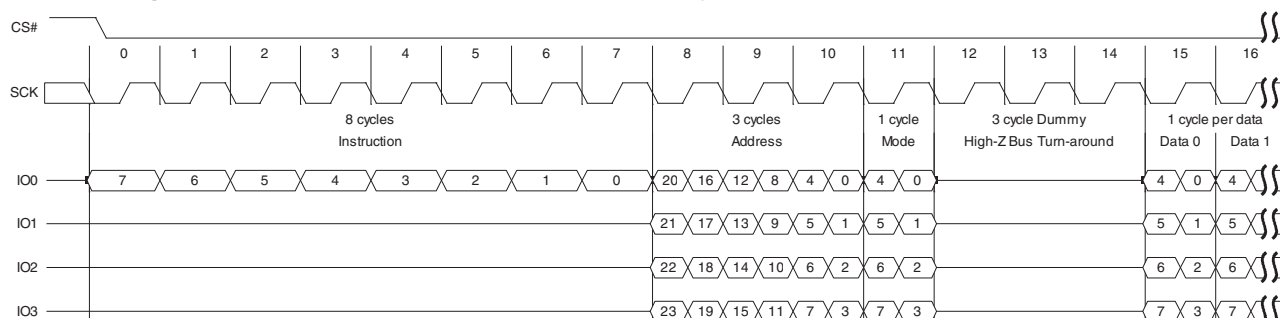 CS#
0 1 2 3 4 5 6 7 8 9 10 11 12 13 14 15 16
SCK
8 cycles 3 cycles 1 cycle 3 cycle Dummy 1 cycle per data
Instruction Address Mode High-Z Bus Turn-around Data 0 Data 1
IO0 7 6 5 4 3 2 1 0 20 16 12 8 4 0 4 0 4 0 4
IO1 21 17 13 9 5 1 5 1 5 1 5
IO2 22 18 14 10 6 2 6 2 6 2 6
IO3 23 19 15 11 7 3 7 3 7 3 7